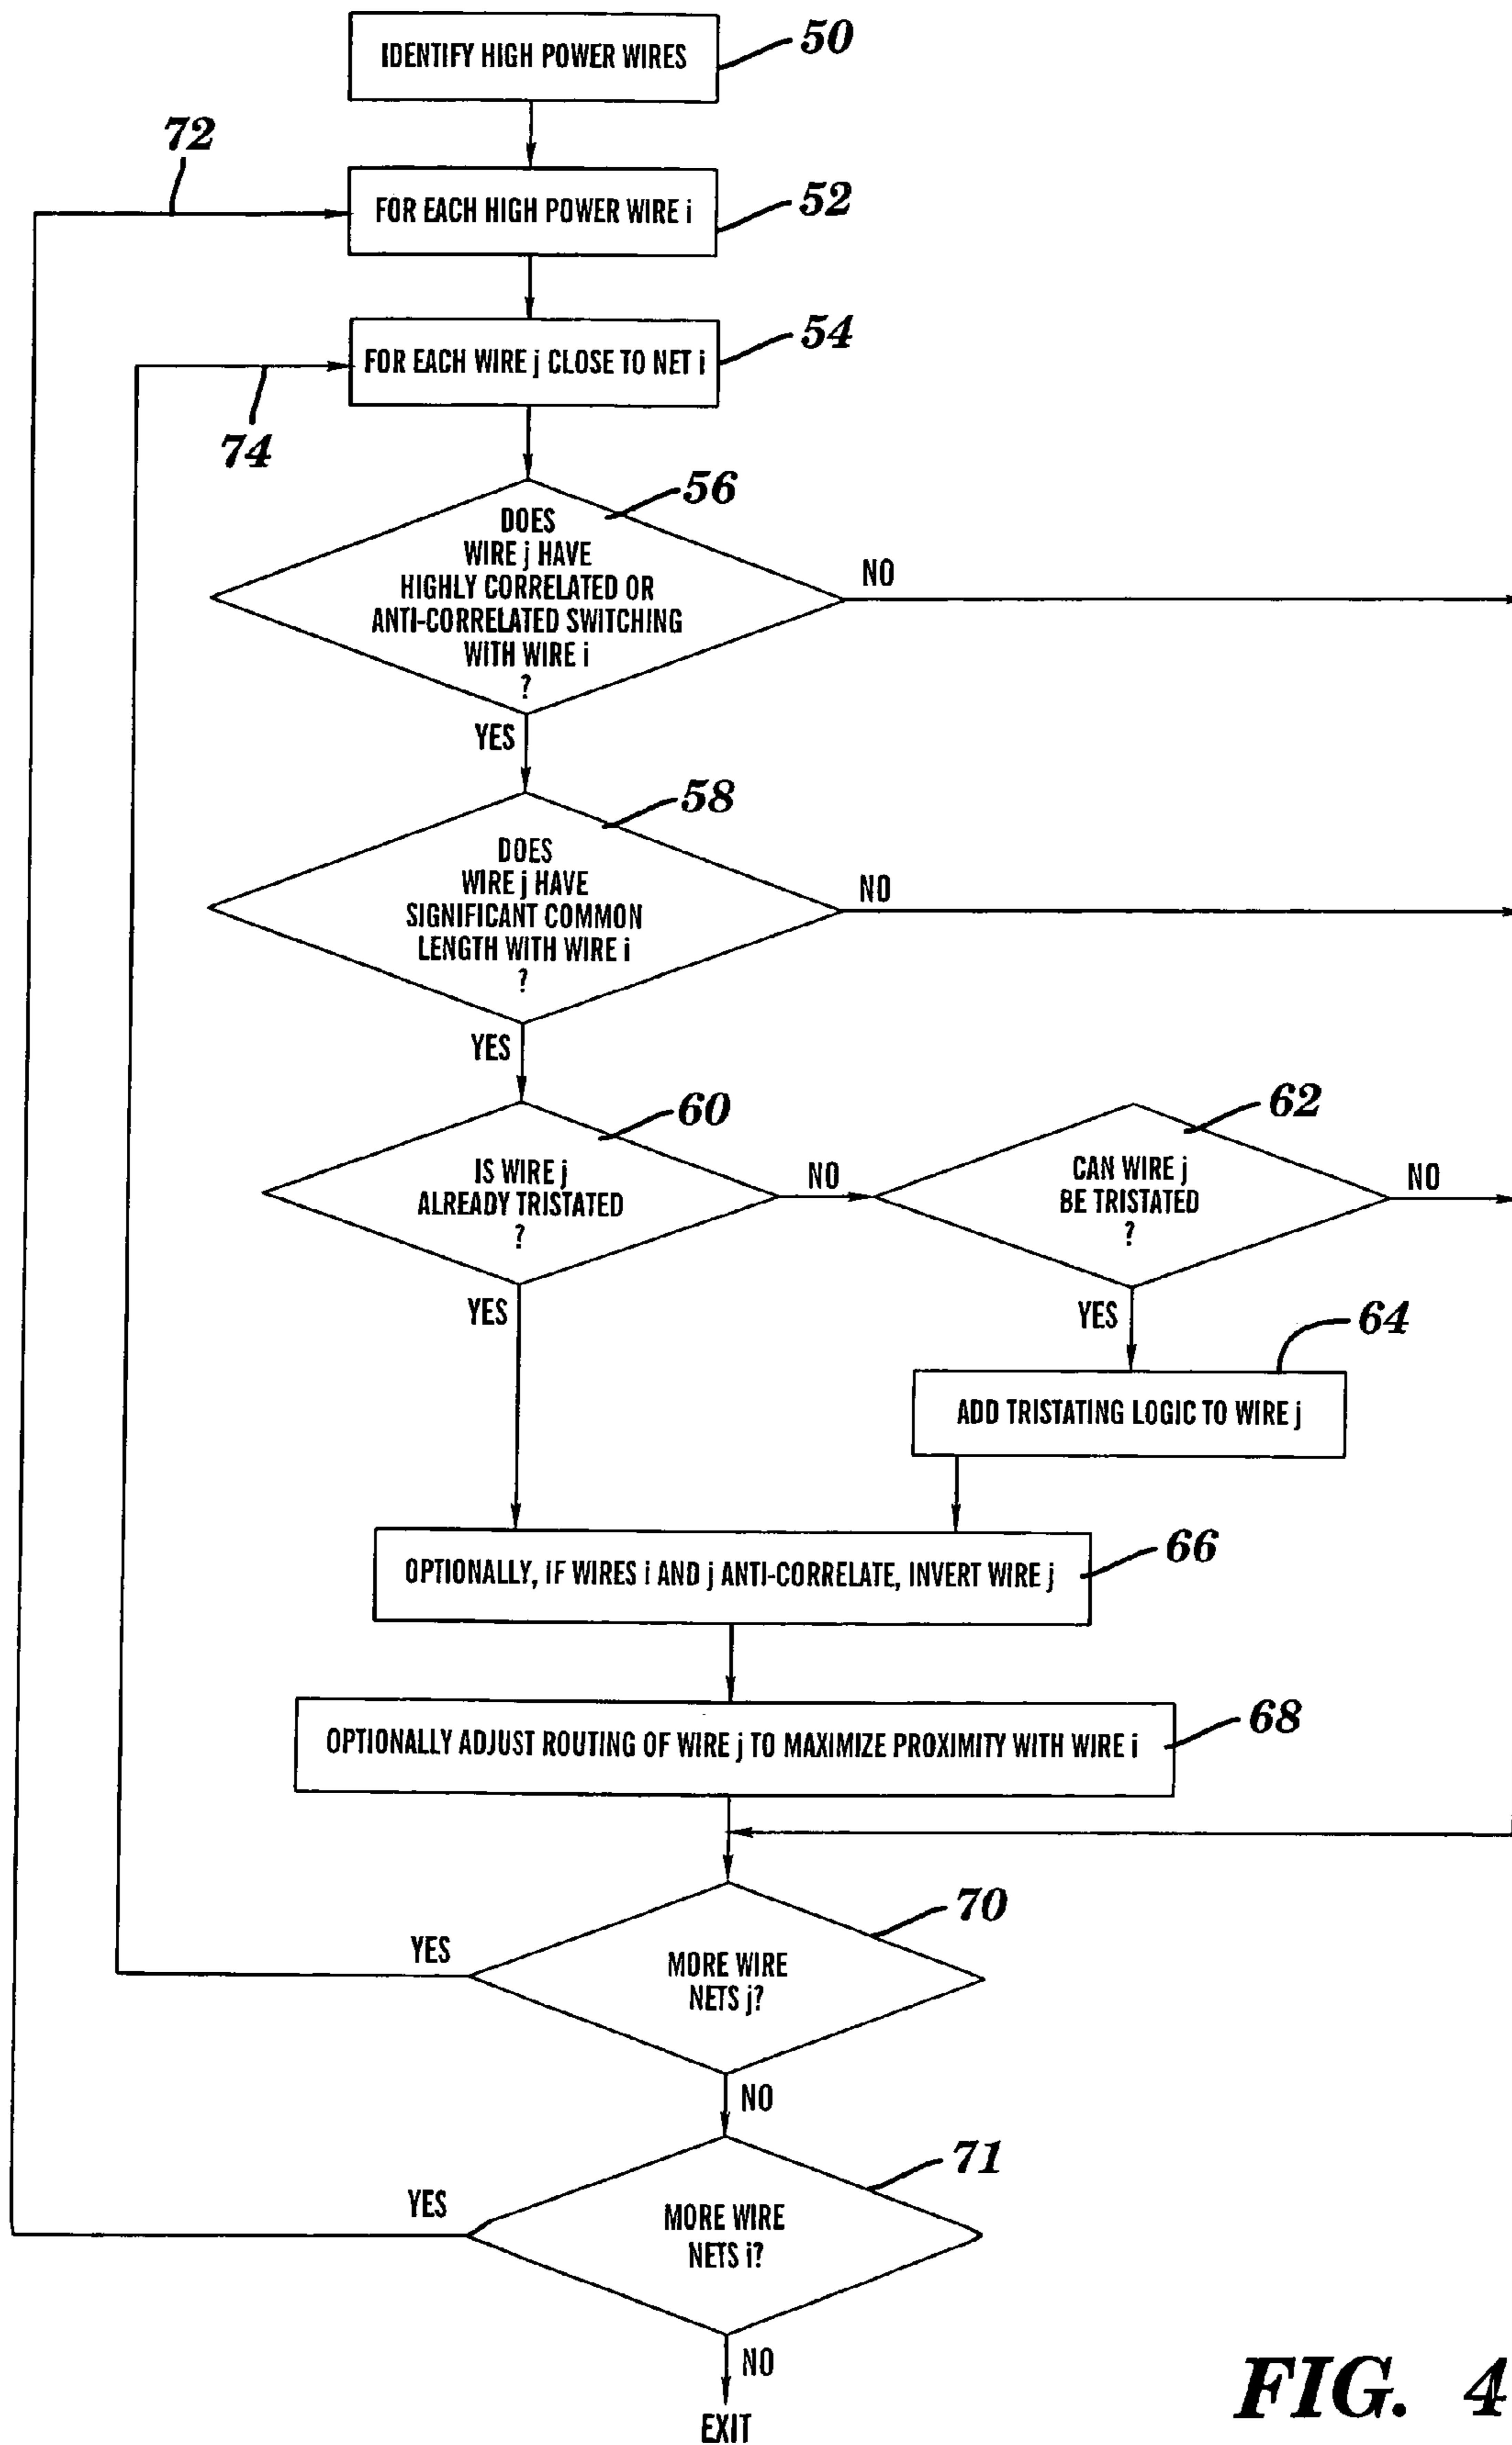 IDENTIFY HIGH POWER WIRES
50
72
FOR EACH HIGH POWER WIRE i
52
FOR EACH WIRE j CLOSE TO NET i
54
74
56
DOES
WIRE j HAVE
HIGHLY CORRELATED OR
ANTI-CORRELATED SWITCHING
WITH WIRE i
?
NO
YES
58
DOES
WIRE j HAVE
SIGNIFICANT COMMON
LENGTH WITH WIRE i
?
NO
YES
60
IS WIRE j
ALREADY TRISTATED
?
NO
62
CAN WIRE j
BE TRISTATED
?
NO
YES
YES
64
ADD TRISTATING LOGIC TO WIRE j
OPTIONALLY, IF WIRES i AND j ANTI-CORRELATE, INVERT WIRE j
66
OPTIONALLY ADJUST ROUTING OF WIRE j TO MAXIMIZE PROXIMITY WITH WIRE i
68
70
YES
MORE WIRE
NETS j?
NO
71
YES
MORE WIRE
NETS i?
NO
EXIT
FIG. 4